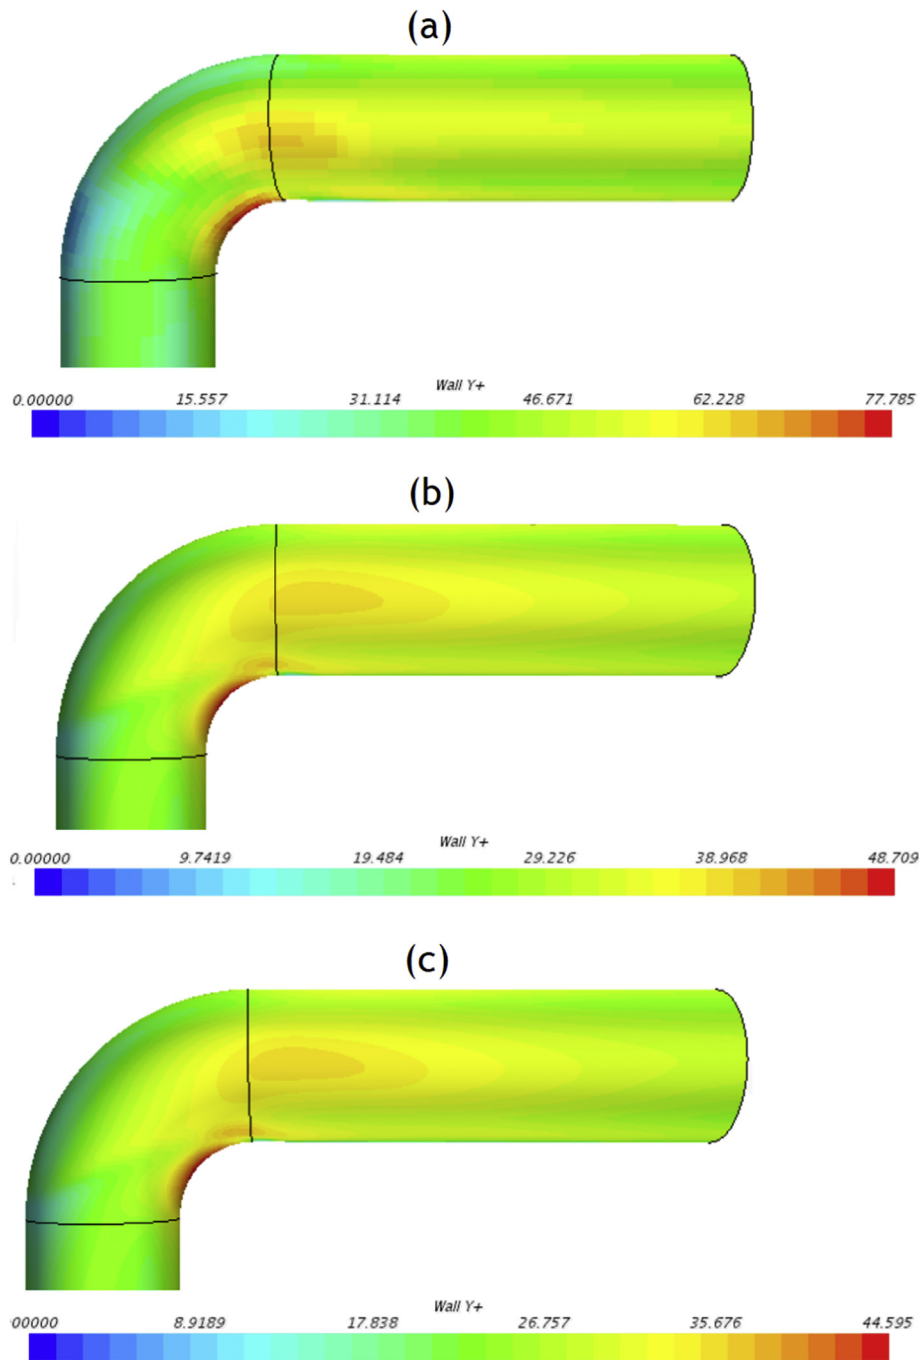 (a)
Wall Y+
0.00000 15.557 31.114 46.671 62.228 77.785
(b)
Wall Y+
0.00000 9.7419 19.484 29.226 38.968 48.709
(c)
Wall Y+
00000 8.9189 17.838 26.757 35.676 44.595